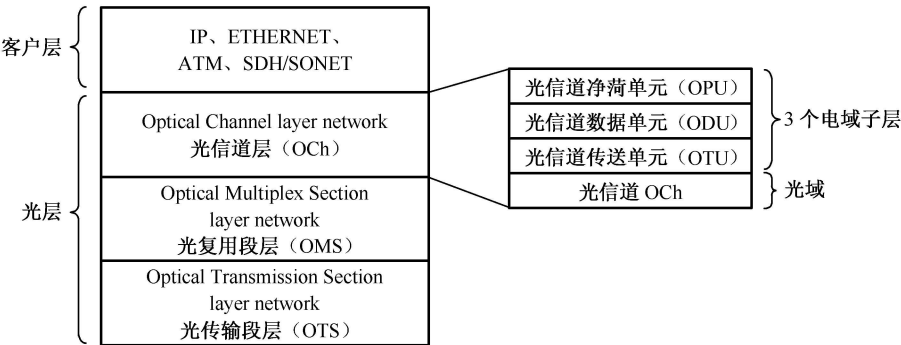 客户层
IP、ETHERNET、
ATM、SDH/SONET
光层
Optical Channel layer network
光信道层（OCh）
Optical Multiplex Section
layer network
光复用段层（OMS）
Optical Transmission Section
layer network
光传输段层（OTS）
光信道净菏单元（OPU）
光信道数据单元（ODU）
光信道传送单元（OTU）
光信道 OCh
3 个电域子层
光域